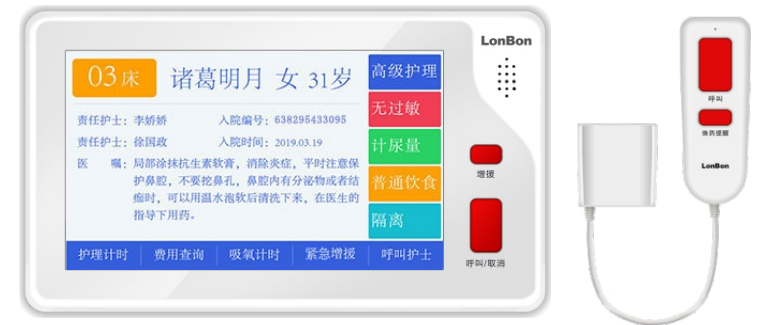 LonBon
03床 诸葛明月 女 31岁 高级护理
责任护士：李娇娇 入院编号：638295433095 无过敏
责任护士：徐国政 入院时间：2019.03.19 计尿量
医 嘱：局部涂抹抗生素软膏，消除炎症，平时注意保
护鼻腔，不要挖鼻孔，鼻腔内有分泌物或者结
痂时，可以用温水泡软后清洗下来，在医生的
指导下用药。
普通饮食
隔离
护理计时 费用查询 吸氧计时 紧急增援 呼叫护士
增援
呼叫/取消
呼叫
换药提醒
LonBon